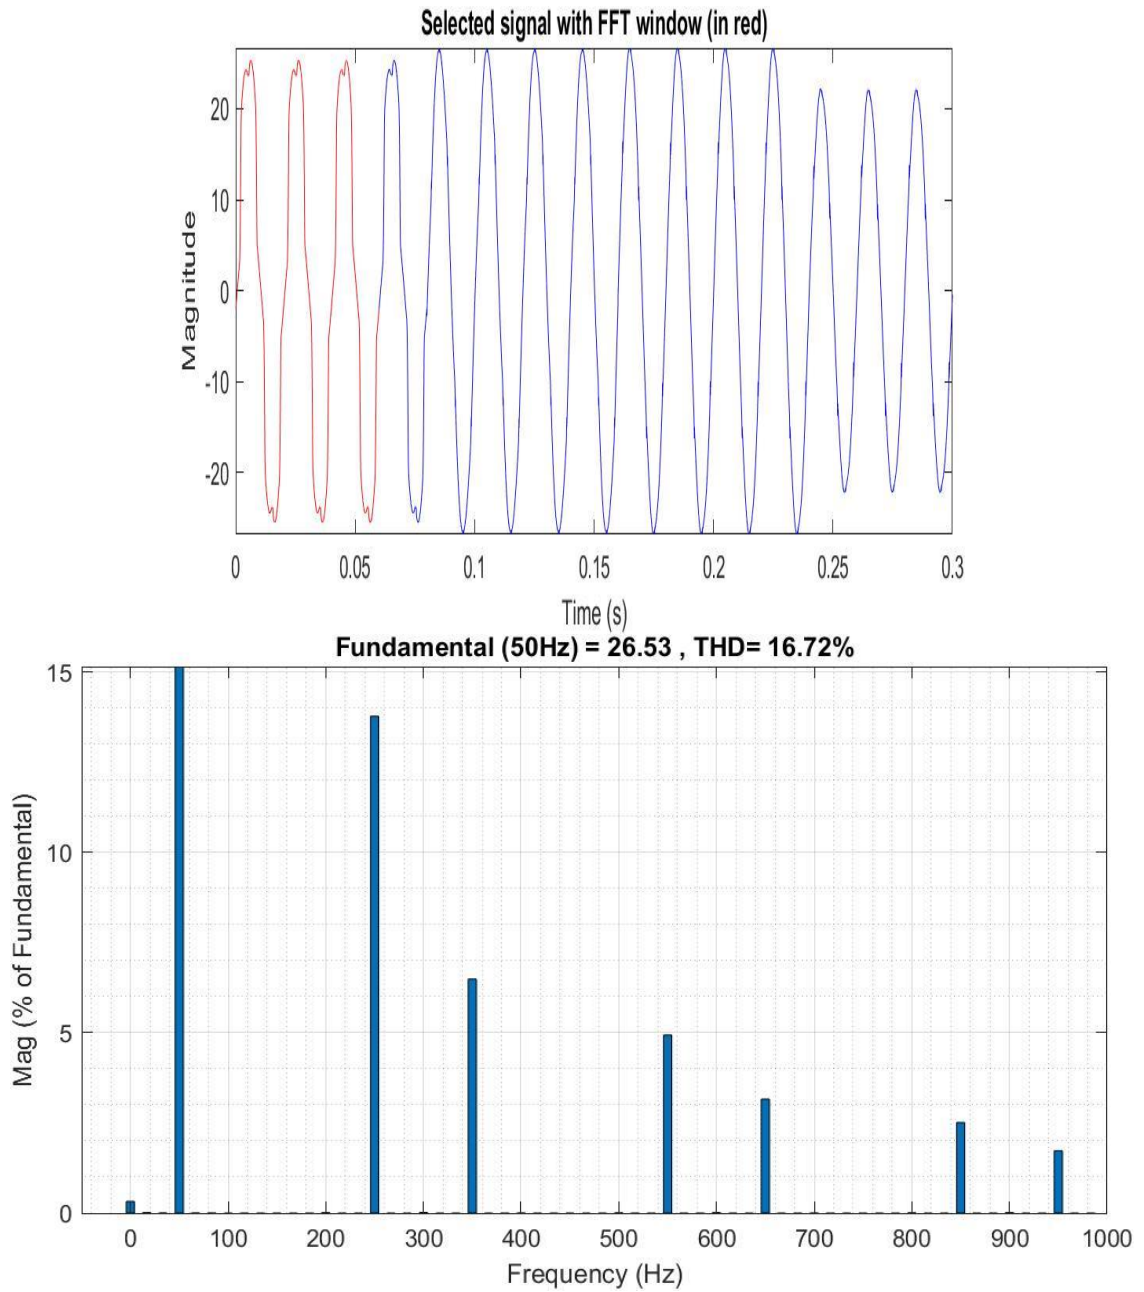 Selected signal with FFT window (in red)
20
10
0
-10
-20
Magnitude
0 0.05 0.1 0.15 0.2 0.25 0.3
Time (s)
Fundamental (50Hz) = 26.53 , THD= 16.72%
15
10
5
0
Mag (% of Fundamental)
0 100 200 300 400 500 600 700 800 900 1000
Frequency (Hz)